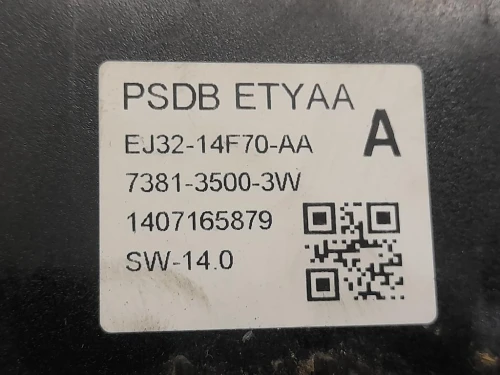 PSDB ETYAA
A
EJ32-14F70-AA
7381-3500-3W
1407165879
SW-14.0